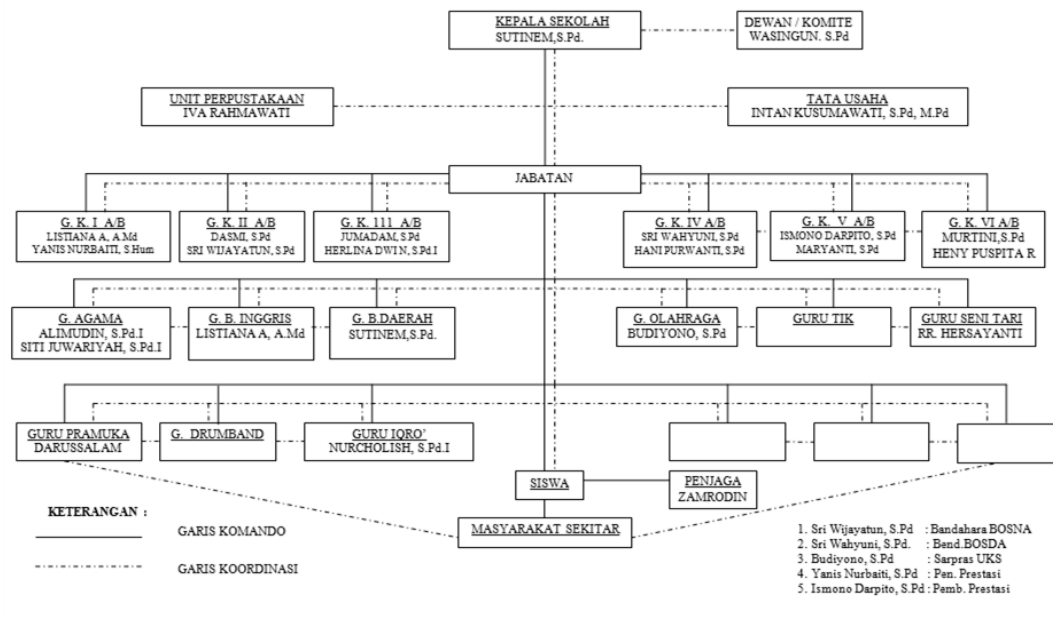 KEPALA SEKOLAH
SUTINEM,S.Pd.
DEWAN / KOMITE
WASINGUN. S.Pd
UNIT PERPUSTAKAAN
IVA RAHMAWATI
TATA USAHA
INTAN KUSUMAWATI, S.Pd, M.Pd
JABATAN
G. K. I A/B
LISTIANA A, A.Md
YANIS NURBAITI, S.Hum
G. K. II A/B
DASMI, S.Pd
SRI WIJAYATUN, S.Pd
G. K. 111 A/B
JUMADAM, S.Pd
HERLINA DWI N, S.Pd.I
G. K. IV A/B
SRI WAHYUNI, S.Pd
HANI PURWANTI, S.Pd
G. K. V A/B
ISMONO DARPITO, S.Pd
MARYANTI, S.Pd
G. K. VI A/B
MURTINI,S.Pd
HENY PUSPITA R
G. AGAMA
ALIMUDIN, S.Pd.I
SITI JUWARIYAH, S.Pd.I
G. B. INGGRIS
LISTIANA A, A.Md
G. B.DAERAH
SUTINEM,S.Pd.
G. OLAHRAGA
BUDIYONO, S.Pd
GURU TIK
GURU SENI TARI
RR. HERSAYANTI
GURU PRAMUKA
DARUSSALAM
G. DRUMBAND
GURU IQRO’
NURCHOLISH, S.Pd.I
SISWA
PENJAGA
ZAMRODIN
MASYARAKAT SEKITAR
KETERANGAN :
GARIS KOMANDO
GARIS KOORDINASI
1. Sri Wijayatun, S.Pd : Bandahara BOSNA
2. Sri Wahyuni, S.Pd. : Bend.BOSDA
3. Budiyono, S.Pd : Sarpras UKS
4. Yanis Nurbaiti, S.Pd : Pen. Prestasi
5. Ismono Darpito, S.Pd : Pemb. Prestasi